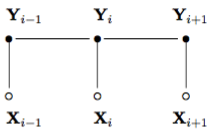 Y_{i-1} Y_i Y_{i+1}
X_{i-1} X_i X_{i+1}